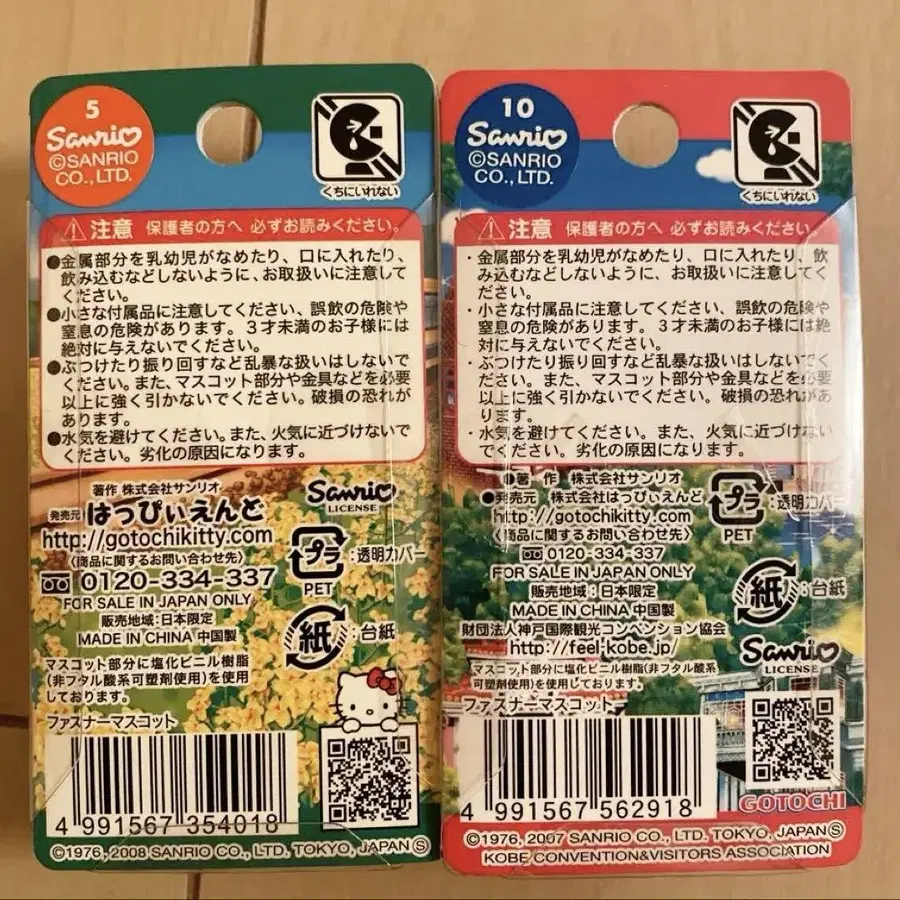 5
Sanrio
©SANRIO
CO., LTD.
くちにいれない
注意 保護者の方へ 必ずお読みください。
●金属部分を乳幼児がなめたり、口に入れたり、
飲み込むなどしないように、お取扱いに注意して
ください。
●小さな付属品に注意してください、誤飲の危険や
窒息の危険があります。3才未満のお子様には
絶対に与えないでください。
●ぶつけたり振り回すなど乱暴な扱いはしないで
ください。また、マスコット部分や金具などを必要
以上に強く引かないでください。破損の恐れが
あります。
●水気を避けてください。また、火気に近づけないで
ください。劣化の原因になります。
著作 株式会社サンリオ
発売元 はっぴぃえんど
http://gotochikitty.com
〈商品に関するお問い合わせ先〉
0120-334-337
FOR SALE IN JAPAN ONLY
販売地域:日本限定
MADE IN CHINA 中国製
マスコット部分に塩化ビニル樹脂
(非フタル酸系可塑剤使用)を使用
しております。
ファスナーマスコット
Sanrio
LICENSE
プラ :透明カバー
PET
紙 :台紙
4 991567 354018
©1976, 2008 SANRIO CO., LTD. TOKYO, JAPAN Ⓢ
10
Sanrio
©SANRIO
CO., LTD.
くちにいれない
注意 保護者の方へ 必ずお読みください。
・金属部分を乳幼児がなめたり、口に入れたり、
飲み込むなどしないように、お取扱いに注意して
ください。
・小さな付属品に注意してください、誤飲の危険や
窒息の危険があります。3才未満のお子様には絶
対に与えないでください。
・ぶつけたり振り回すなど乱暴な扱いはしないで
ください。また、マスコット部分や金具などを必要
以上に強く引かないでください。破損の恐れがあ
ります。
・水気を避けてください。また、火気に近づけない
でください。劣化の原因になります。
●著 作 株式会社サンリオ
●発売元 株式会社はっぴぃえんど
http://gotochikitty.com
〈商品に関するお問い合わせ先〉
0120-334-337
FOR SALE IN JAPAN ONLY
販売地域:日本限定
MADE IN CHINA 中国製
財団法人神戸国際観光コンベンション協会
http://feel-kobe.jp/
マスコット部分に塩化ビニル樹脂(非フタル酸系
可塑剤使用)を使用しております。
ファスナーマスコット
プラ :透明カバー
PET
紙 :台紙
Sanrio
LICENSE
4 991567 562918
GOTOCHI
©1976, 2007 SANRIO CO., LTD. TOKYO, JAPAN Ⓢ
KOBE CONVENTION&VISITORS ASSOCIATION